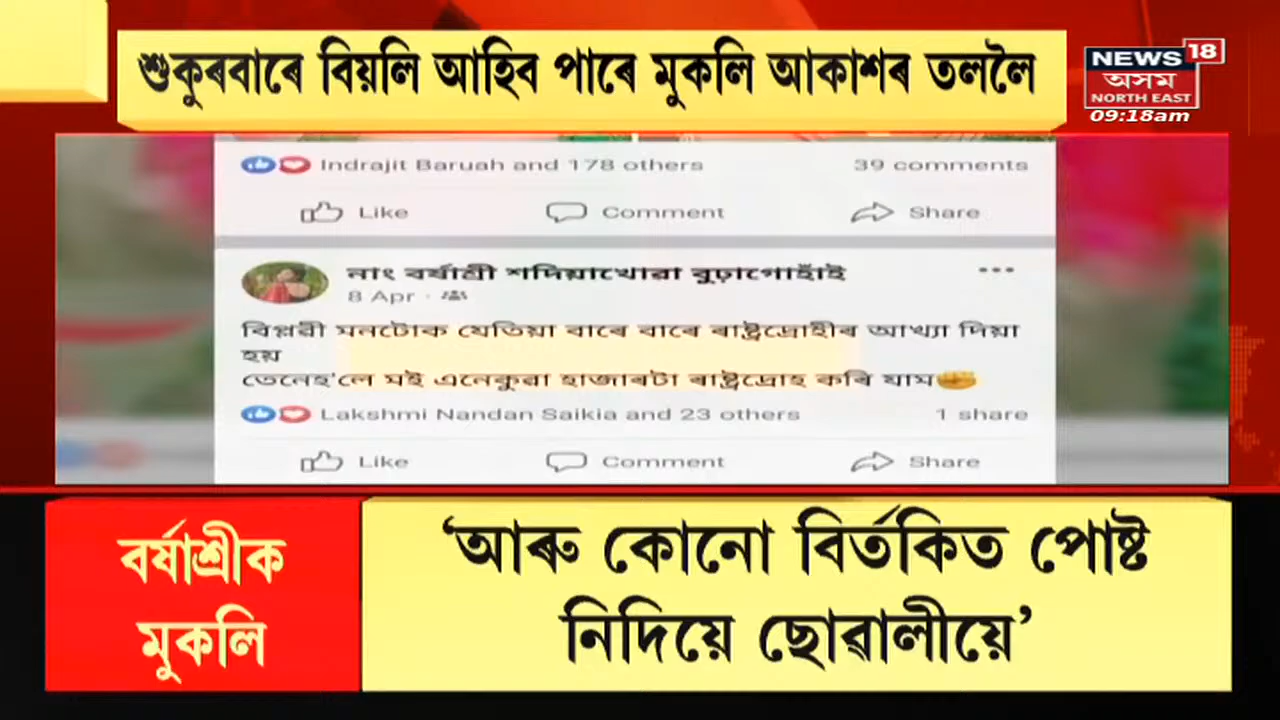 শুকুৰবাৰে বিয়লি আহিব পাৰে মুকলি আকাশৰ তললৈ
NEWS 18
অসম
NORTH EAST
09:18am
Indrajit Baruah and 178 others 39 comments
Like Comment Share
নাং বৰ্ষাশ্ৰী শদিয়াখোৱা বুঢ়াগোহাঁই
8 Apr
বিপ্লৱী মনটোক যেতিয়া বাৰে বাৰে ৰাষ্ট্ৰদ্ৰোহীৰ আখ্যা দিয়া
হয়
তেনেহ'লে মই এনেকুৱা হাজাৰটা ৰাষ্ট্ৰদ্ৰোহ কৰি যাম✊
Lakshmi Nandan Saikia and 23 others 1 share
Like Comment Share
বৰ্ষাশ্ৰীক
মুকলি
‘আৰু কোনো বিৰ্তকিত পোষ্ট
নিদিয়ে ছোৱালীয়ে’